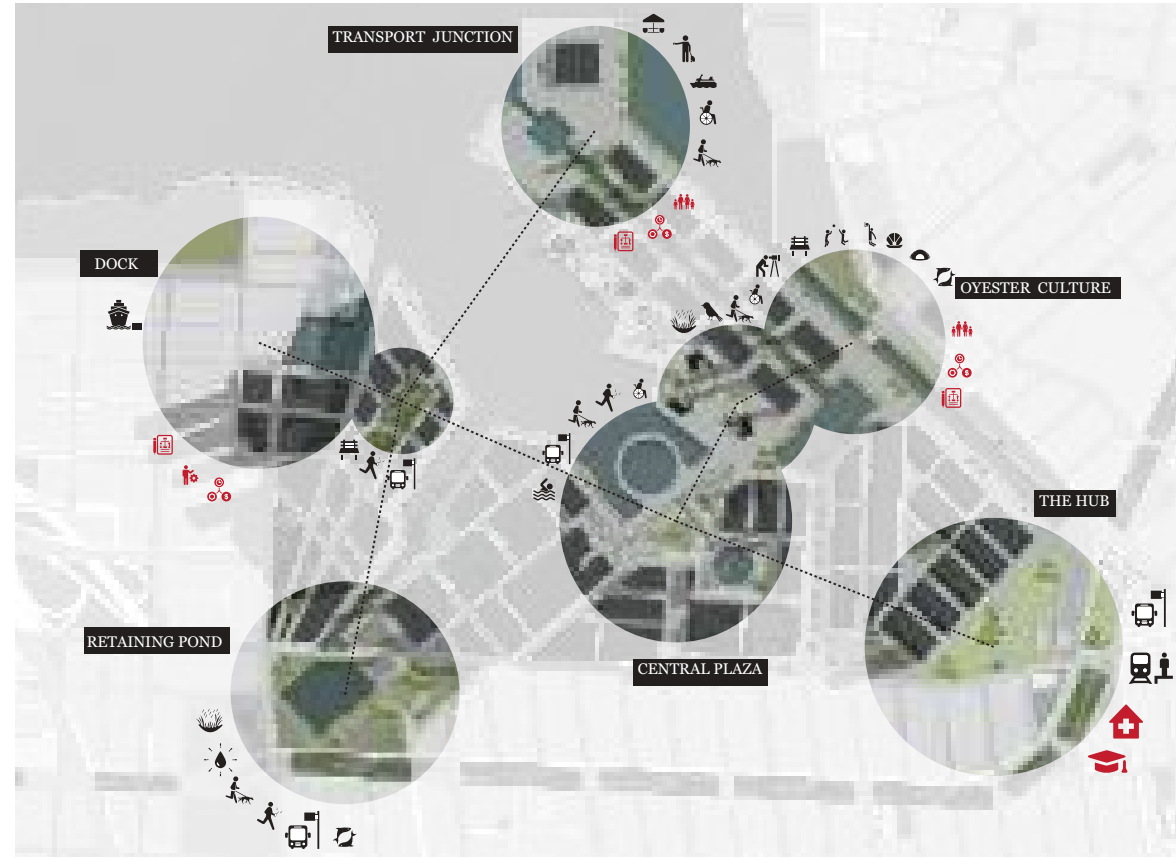 TRANSPORT JUNCTION
DOCK
OYESTER CULTURE
THE HUB
RETAINING POND
CENTRAL PLAZA